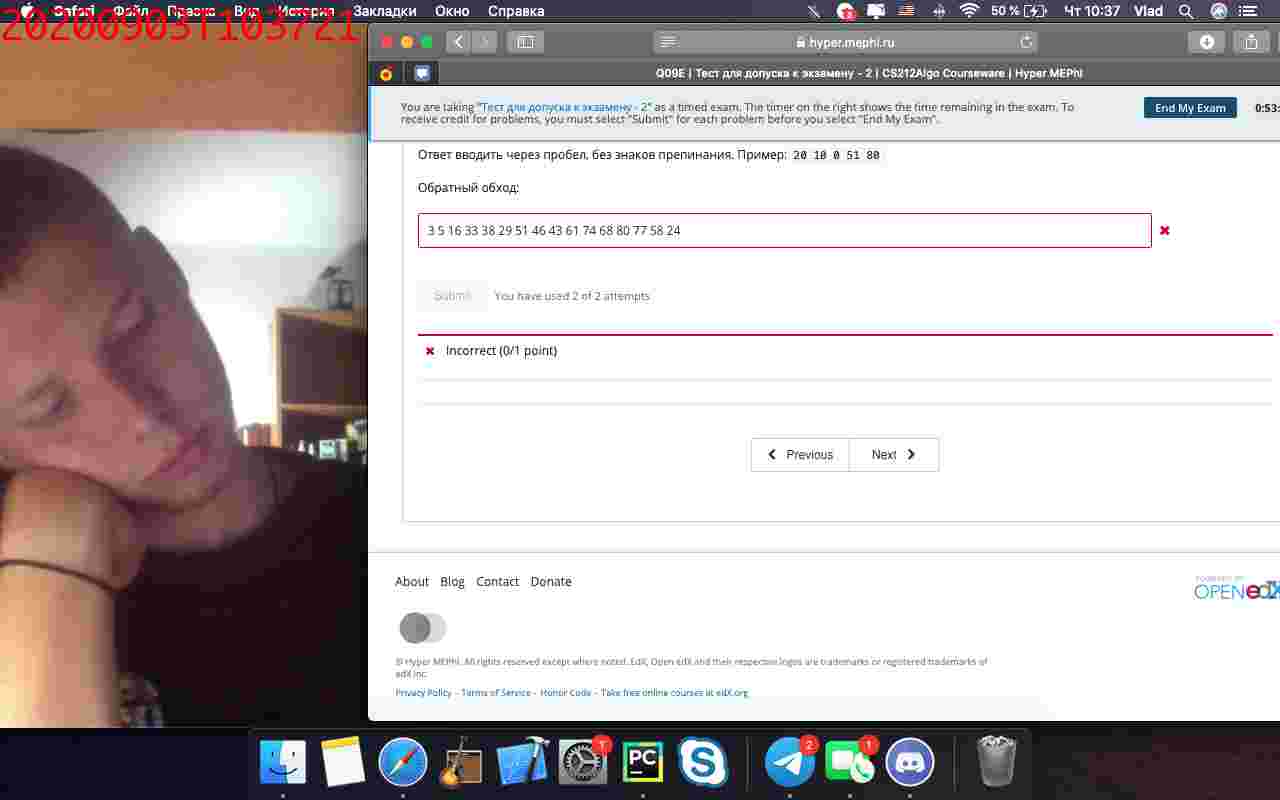 Safari Файл Правка Вид История Закладки Окно Справка 50 % Чт 10:37 Vlad
20200903T103721
hyper.mephi.ru
Q09E | Тест для допуска к экзамену - 2 | CS212Algo Courseware | Hyper.MEPhI
You are taking "Тест для допуска к экзамену - 2" as a timed exam. The timer on the right shows the time remaining in the exam. To
receive credit for problems, you must select "Submit" for each problem before you select "End My Exam".
End My Exam
0:53:
Ответ вводить через пробел, без знаков препинания. Пример: 20 10 0 51 80
Обратный обход:
3 5 16 33 38 29 51 46 43 61 74 68 80 77 58 24
Submit You have used 2 of 2 attempts
Incorrect (0/1 point)
Previous Next
About Blog Contact Donate
POWERED BY
OPEN edX
© Hyper MEPhI. All rights reserved except where noted. EdX, Open edX and their respective logos are trademarks or registered trademarks of
edX Inc.
Privacy Policy - Terms of Service - Honor Code - Take free online courses at edX.org
1 PC 2 1